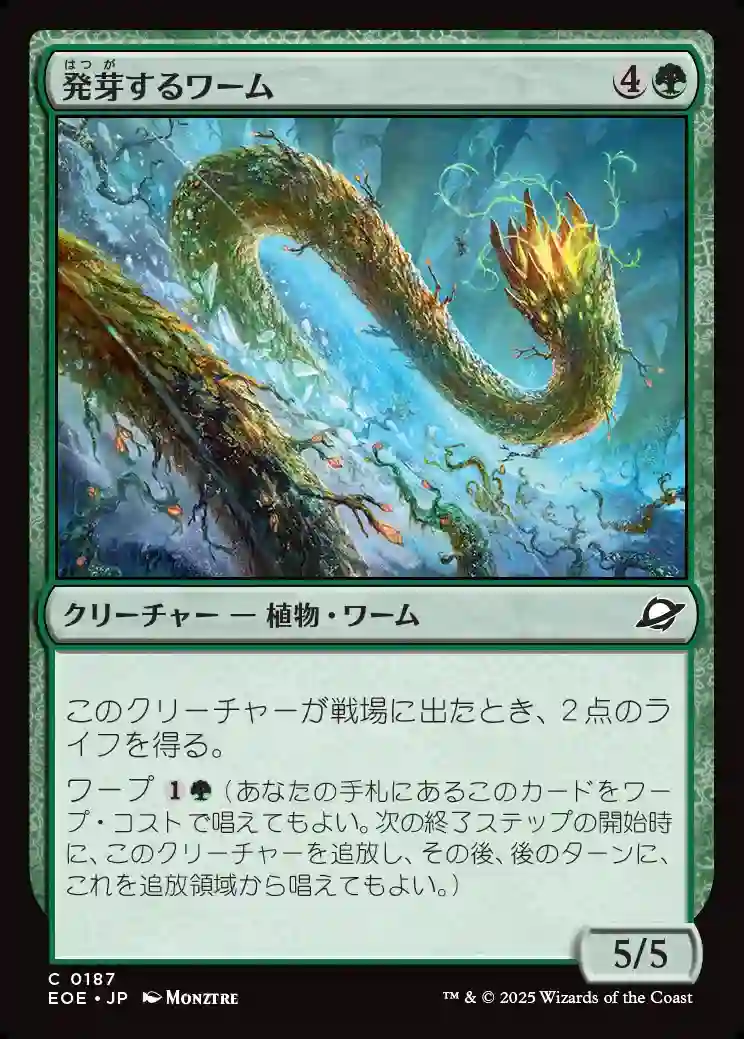 はつが
発芽するワーム 4
クリーチャー — 植物・ワーム
このクリーチャーが戦場に出たとき、2点のラ
イフを得る。
ワープ 1（あなたの手札にあるこのカードをワー
プ・コストで唱えてもよい。次の終了ステップの開始時
に、このクリーチャーを追放し、その後、後のターンに、
これを追放領域から唱えてもよい。）
5/5
C 0187
EOE • JP MONZTRE
™ & © 2025 Wizards of the Coast